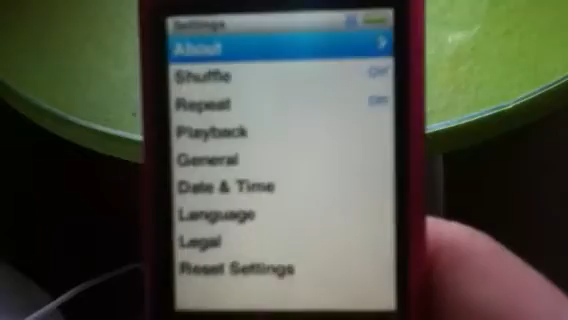 Settings
About
Shuffle Off
Repeat Off
Playback
General
Date & Time
Language
Legal
Reset Settings